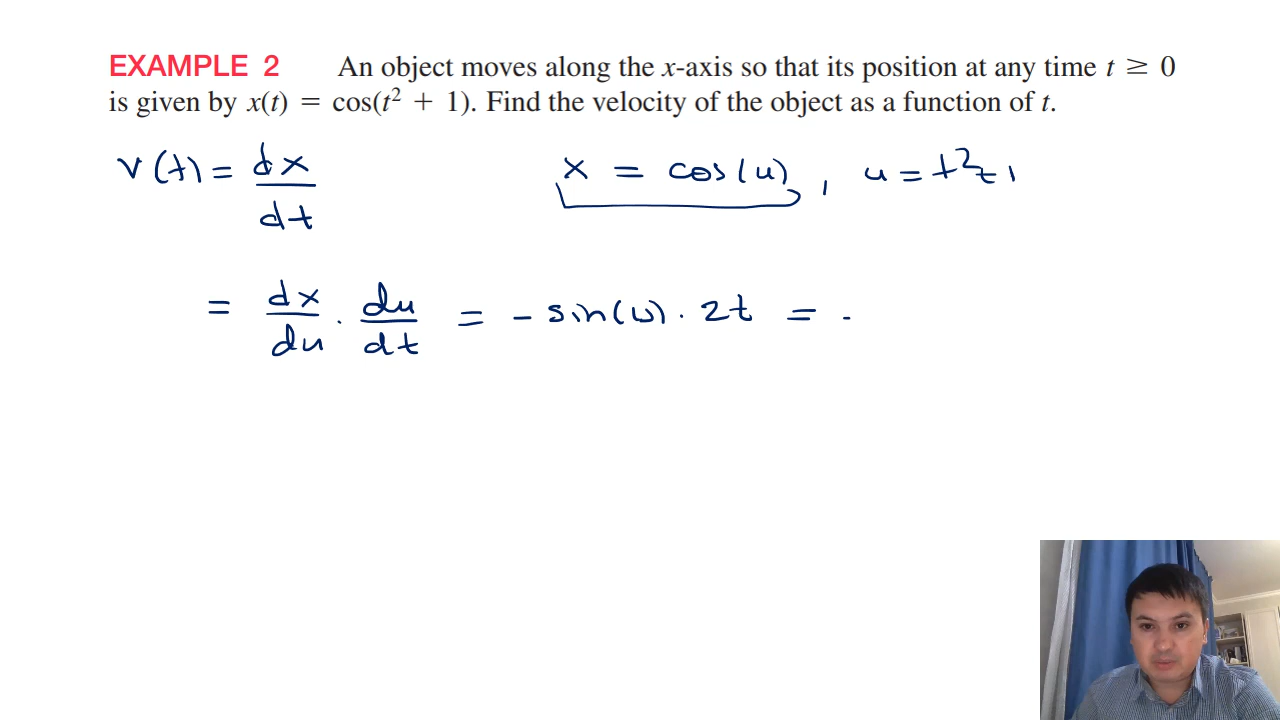 EXAMPLE 2 An object moves along the x-axis so that its position at any time t ≥ 0
is given by x(t) = cos(t² + 1). Find the velocity of the object as a function of t.
v(t) = dx/dt x = cos(u), u = t²+1
= dx/du · du/dt = - sin(u) · 2t = -